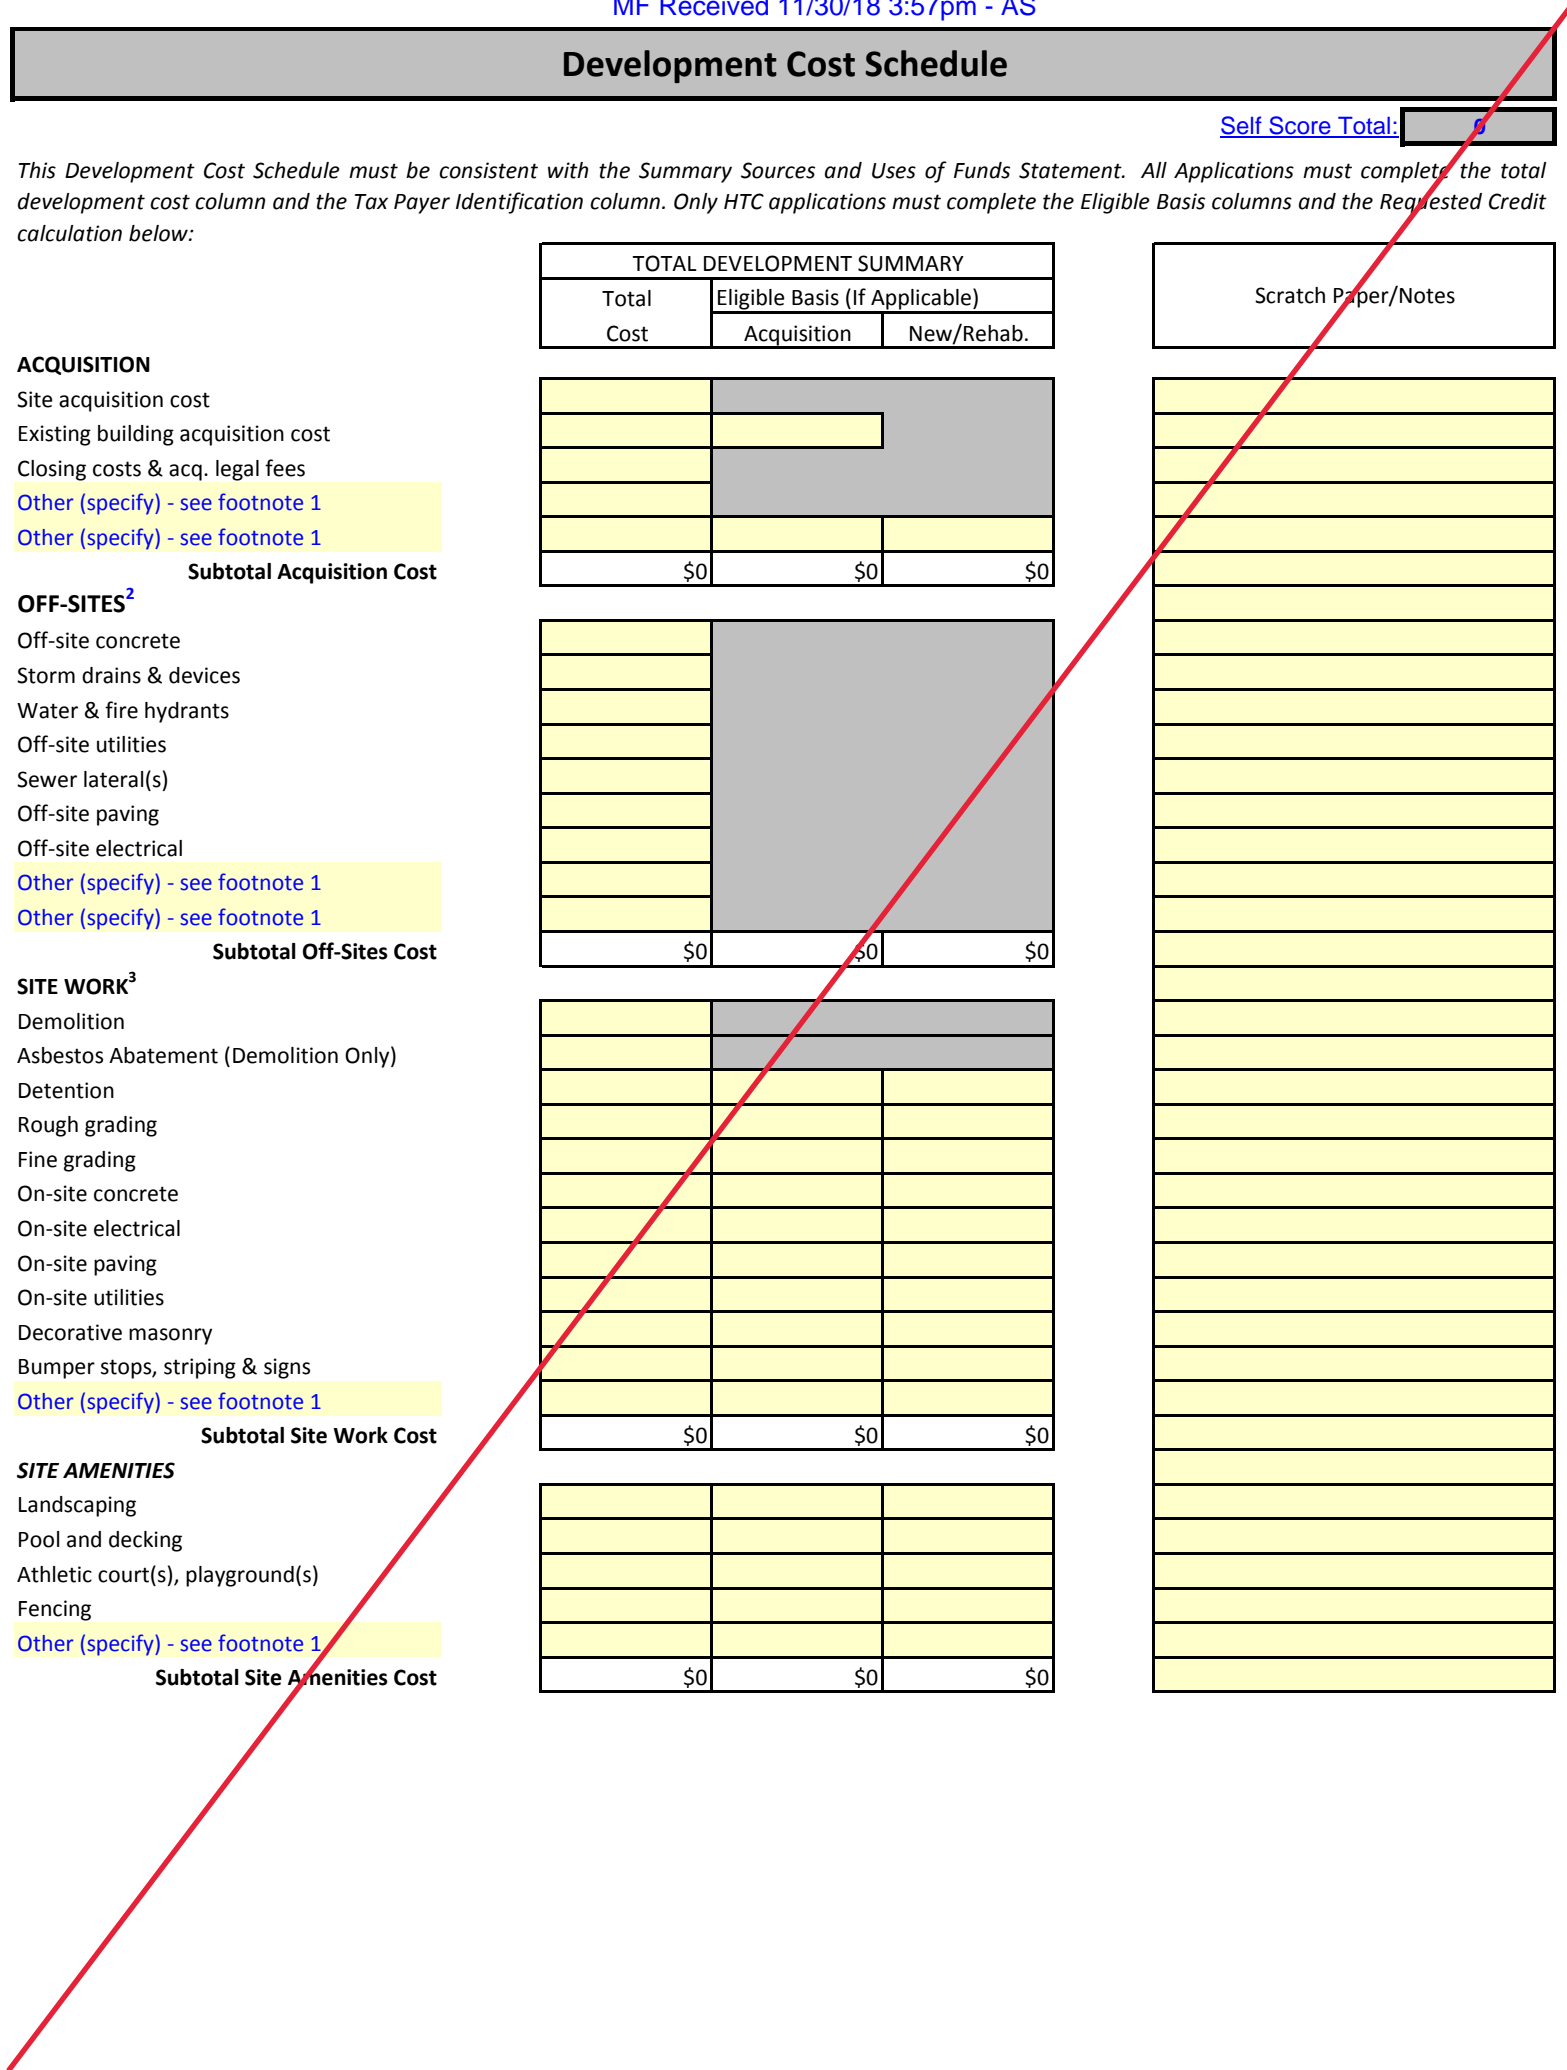 MF Received 11/30/18 3:57pm - AS
Development Cost Schedule
Self Score Total: 0
This Development Cost Schedule must be consistent with the Summary Sources and Uses of Funds Statement. All Applications must complete the total
development cost column and the Tax Payer Identification column. Only HTC applications must complete the Eligible Basis columns and the Requested Credit
calculation below:
TOTAL DEVELOPMENT SUMMARY
Total Eligible Basis (If Applicable) Scratch Paper/Notes
Cost Acquisition New/Rehab.
ACQUISITION
Site acquisition cost
Existing building acquisition cost
Closing costs & acq. legal fees
Other (specify) - see footnote 1
Other (specify) - see footnote 1
Subtotal Acquisition Cost $0 $0 $0
OFF-SITES²
Off-site concrete
Storm drains & devices
Water & fire hydrants
Off-site utilities
Sewer lateral(s)
Off-site paving
Off-site electrical
Other (specify) - see footnote 1
Other (specify) - see footnote 1
Subtotal Off-Sites Cost $0 $0 $0
SITE WORK³
Demolition
Asbestos Abatement (Demolition Only)
Detention
Rough grading
Fine grading
On-site concrete
On-site electrical
On-site paving
On-site utilities
Decorative masonry
Bumper stops, striping & signs
Other (specify) - see footnote 1
Subtotal Site Work Cost $0 $0 $0
SITE AMENITIES
Landscaping
Pool and decking
Athletic court(s), playground(s)
Fencing
Other (specify) - see footnote 1
Subtotal Site Amenities Cost $0 $0 $0